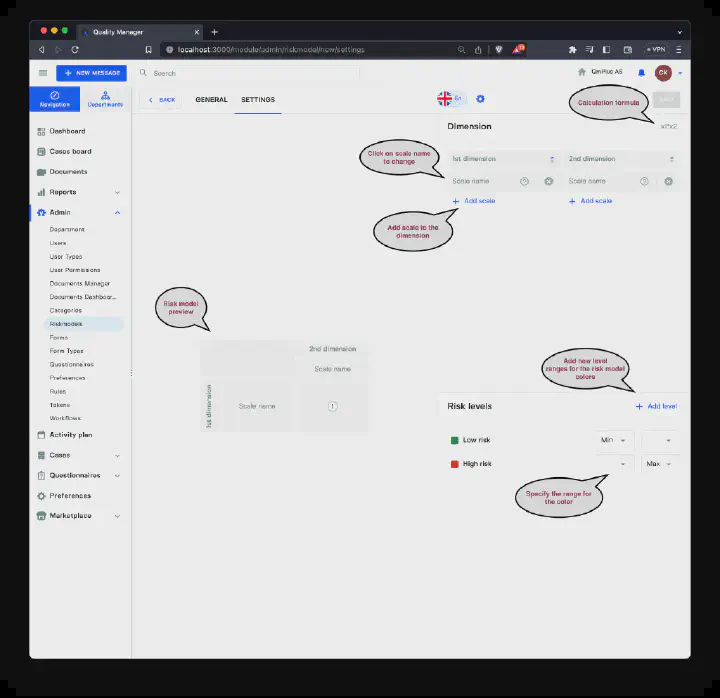 Quality Manager
localhost:3000/module/admin/riskmodel/new/settings
VPN
NEW MESSAGE
Search
QmPlus AS
CK
Navigation
Departments
BACK
GENERAL
SETTINGS
En
Calculation formula
Dimension
x1*x2
Click on scale name
to change
1st dimension
2nd dimension
Scale name
Scale name
Add scale
Add scale
Add scale to the
dimension
Dashboard
Cases board
Documents
Reports
Admin
Department
Users
User Types
User Permissions
Documents Manager
Documents Dashboar...
Categories
Riskmodels
Forms
Form Types
Questionnaires
Preferences
Rules
Tokens
Workflows
Activity plan
Cases
Questionnaires
Preferences
Marketplace
Risk model
preview
2nd dimension
Scale name
1st dimension
Scale name
1
Add new level
ranges for the risk model
colors
Risk levels
Add level
Low risk
Min
High risk
Max
Specify the range for
the color